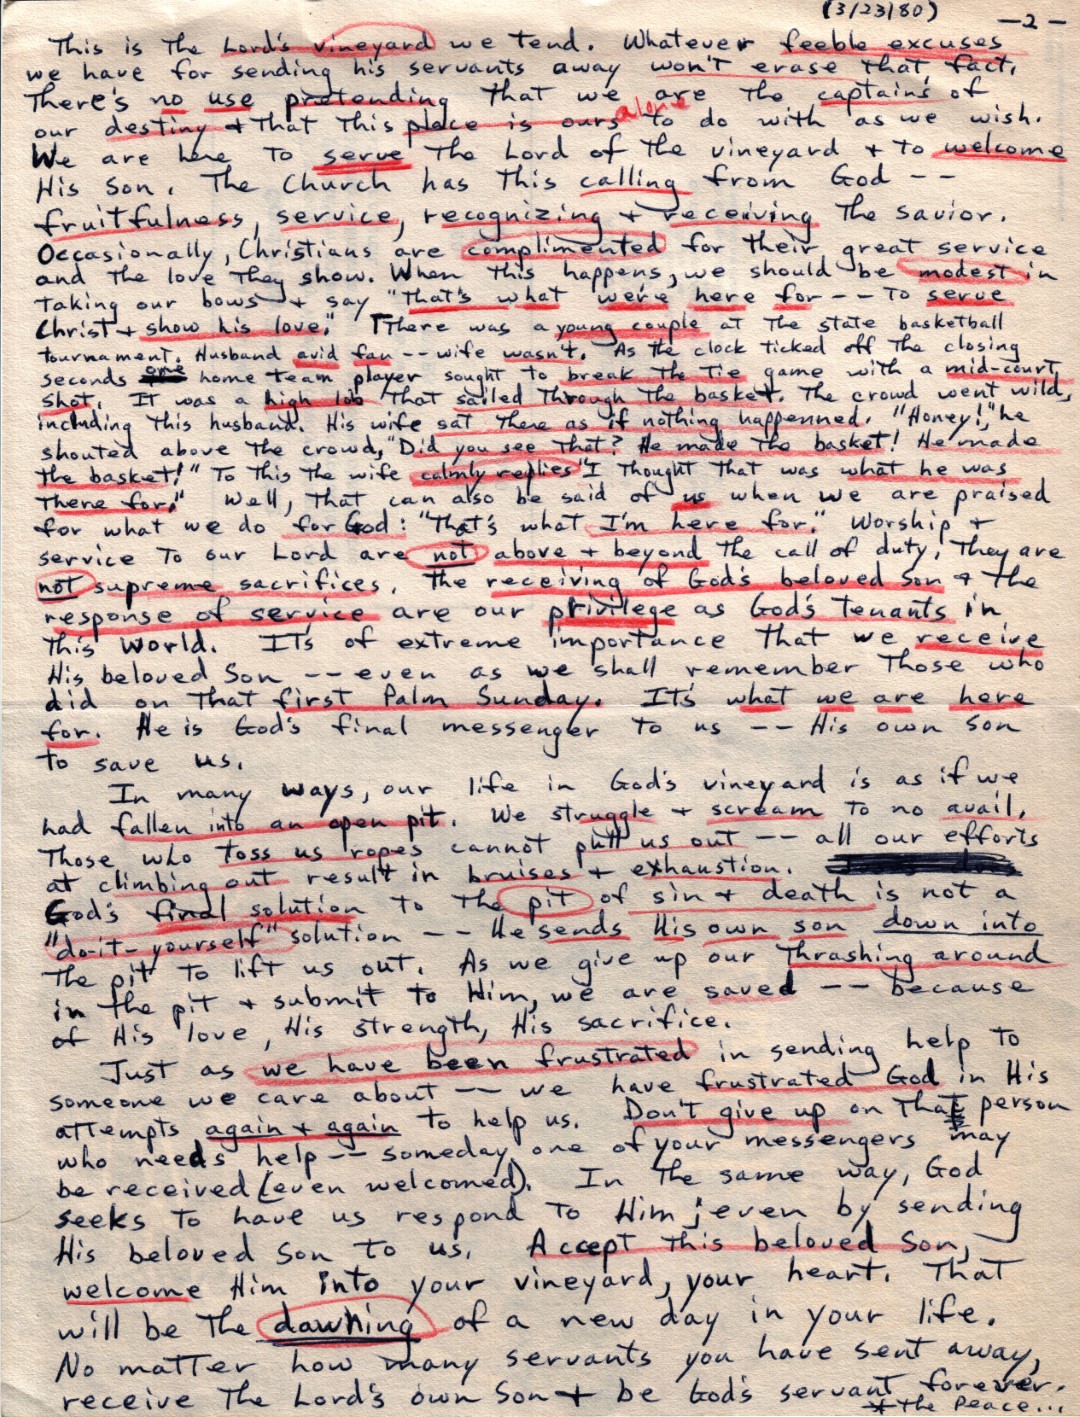 (3/23/80)
-2-
This is the Lord's vineyard we tend. Whatever feeble excuses
we have for sending his servants away won't erase that fact.
There's no use pretending that we are the captains of
our destiny + that this place is ours alone to do with as we wish.
We are here to serve the Lord of the vineyard + to welcome
His Son. The Church has this calling from God --
fruitfulness, service, recognizing + receiving the savior.
Occasionally, Christians are complimented for their great service
and the love they show. When this happens, we should be modest in
taking our bows + say "That's what we're here for -- to serve
Christ + show his love." There was a young couple at the state basketball
tournament. Husband avid fan -- wife wasn't. As the clock ticked off the closing
seconds home team player sought to break the tie game with a mid-court
shot. It was a high lob that sailed through the basket. The crowd went wild,
including this husband. His wife sat there as if nothing happenned. "Honey!", he
shouted above the crowd, "Did you see that? He made the basket! He made
the basket!" To this the wife calmly replies "I thought that was what he was
there for." Well, that can also be said of us when we are praised
for what we do for God: "That's what I'm here for." Worship +
service to our Lord are not above + beyond the call of duty, they are
not supreme sacrifices. The receiving of God's beloved Son + the
response of service are our privilege as God's tenants in
this world. It's of extreme importance that we receive
His beloved Son -- even as we shall remember those who
did on that first Palm Sunday. It's what we are here
for. He is God's final messenger to us -- His own son
to save us.
In many ways, our life in God's vineyard is as if we
had fallen into an open pit. We struggle + scream to no avail.
Those who toss us ropes cannot pull us out -- all our efforts
at climbing out result in bruises + exhaustion.
God's final solution to the pit of sin + death is not a
"do-it-yourself" solution -- He sends His own son down into
the pit to lift us out. As we give up our thrashing around
in the pit + submit to Him, we are saved -- because
of His love, His strength, His sacrifice.
Just as we have been frustrated in sending help to
someone we care about -- we have frustrated God in His
attempts again + again to help us. Don't give up on that person
who needs help -- someday one of your messengers may
be received (even welcomed). In the same way, God
seeks to have us respond to Him; even by sending
His beloved Son to us. Accept this beloved Son,
welcome Him into your vineyard, your heart. That
will be the dawning of a new day in your life.
No matter how many servants you have sent away,
receive the Lord's own Son + be God's servant forever.
* the Peace...